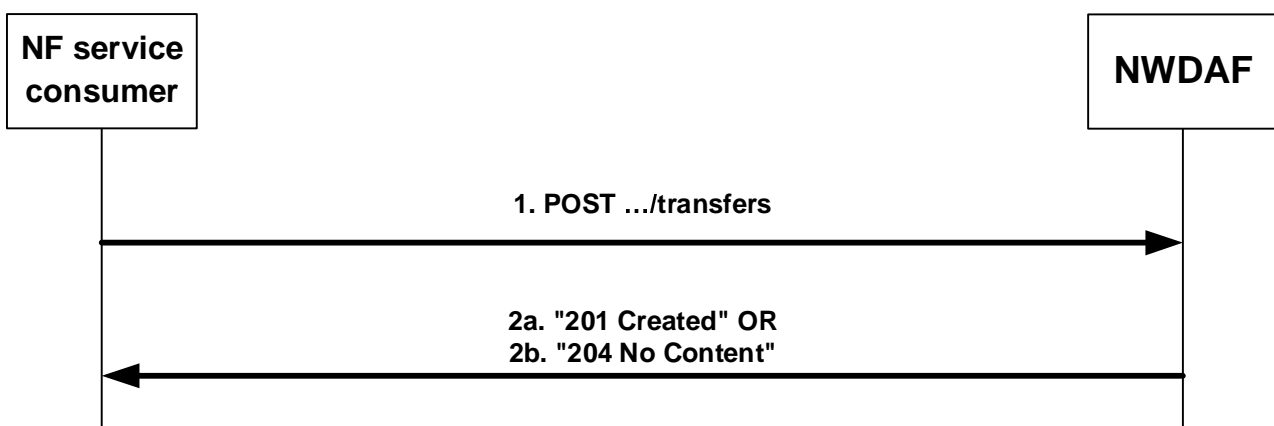 NF service
consumer
NWDAF
1. POST …/transfers
2a. "201 Created" OR
2b. "204 No Content"